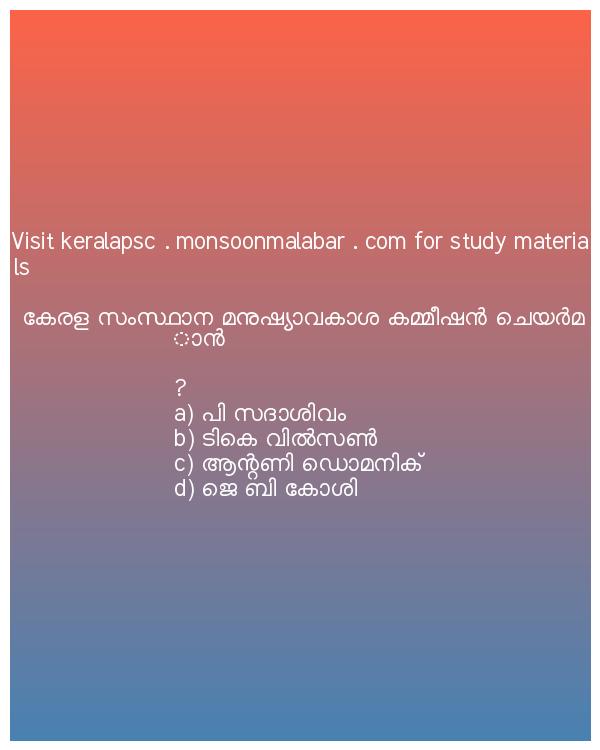 Visit keralapsc . monsoonmalabar . com for study materia
ls
കേരള സംസ്ഥാന മനുഷ്യാവകാശ കമ്മീഷൻ ചെയർമ
ാൻ
?
a) പി സദാശിവം
b) ടികെ വിൽസൺ
c) ആന്റണി ഡൊമനിക്
d) ജെ ബി കോശി